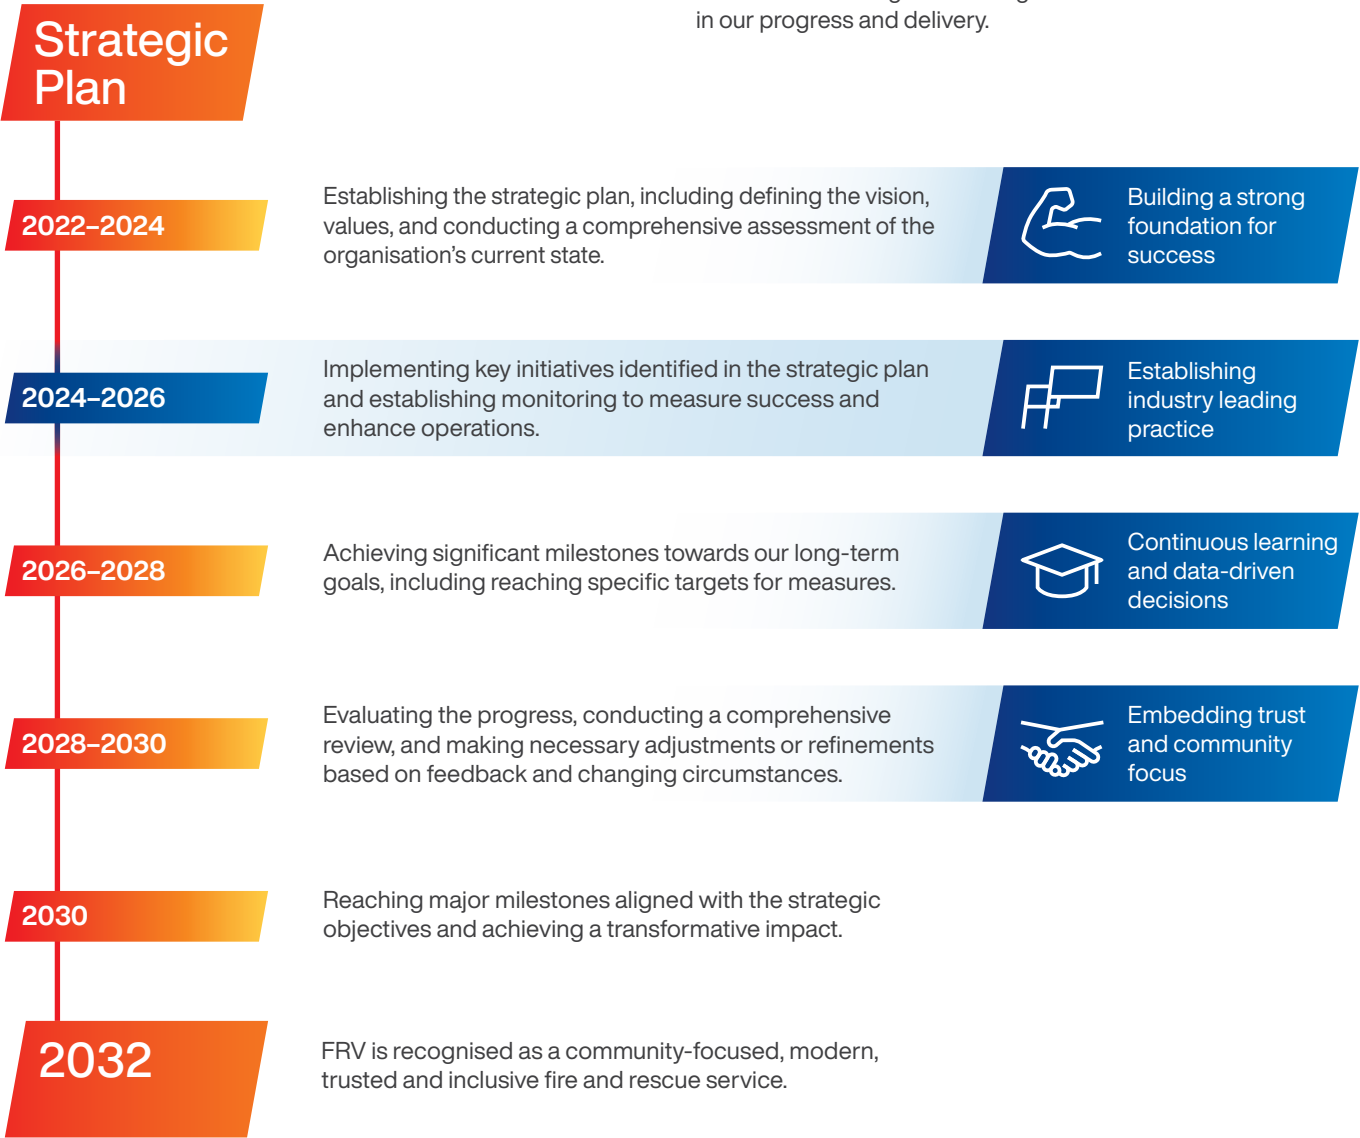 in our progress and delivery.
Strategic
Plan
2022–2024
Establishing the strategic plan, including defining the vision,
values, and conducting a comprehensive assessment of the
organisation’s current state.
Building a strong
foundation for
success
2024–2026
Implementing key initiatives identified in the strategic plan
and establishing monitoring to measure success and
enhance operations.
Establishing
industry leading
practice
2026–2028
Achieving significant milestones towards our long-term
goals, including reaching specific targets for measures.
Continuous learning
and data-driven
decisions
2028–2030
Evaluating the progress, conducting a comprehensive
review, and making necessary adjustments or refinements
based on feedback and changing circumstances.
Embedding trust
and community
focus
2030
Reaching major milestones aligned with the strategic
objectives and achieving a transformative impact.
2032
FRV is recognised as a community-focused, modern,
trusted and inclusive fire and rescue service.